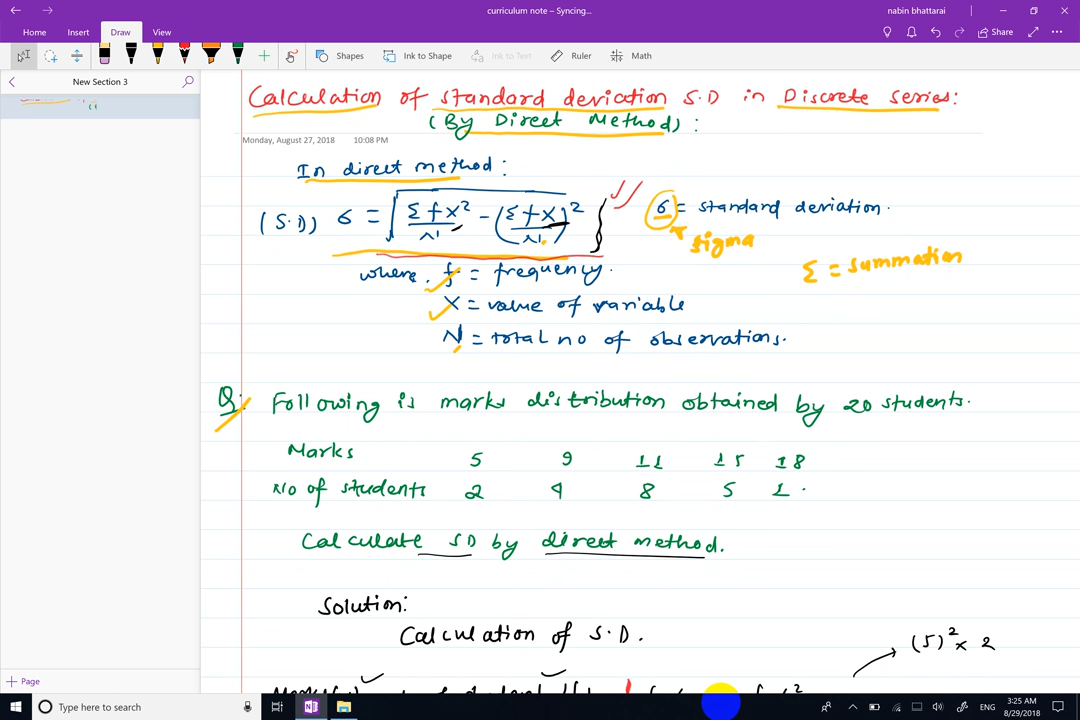 curriculum note – Syncing...
nabin bhattarai
Home Insert Draw View
Share
Shapes Ink to Shape Ink to Text Ruler Math
New Section 3
Calculation of standard deviation S.D in Discrete series:
(By Direct Method):
Monday, August 27, 2018 10:08 PM
In direct method:
(S.D) σ = √ Σfx²/N - (Σfx/N)²
σ = standard deviation.
sigma
Σ = summation
where, f = frequency
X = value of variable
N = total no of observations.
Q: Following is marks distribution obtained by 20 students.
Marks 5 9 11 15 18
No of students 2 4 8 5 1
Calculate SD by direct method.
Solution:
Calculation of S.D.
(5)² x 2
+ Page
Type here to search
ENG
3:25 AM
8/29/2018